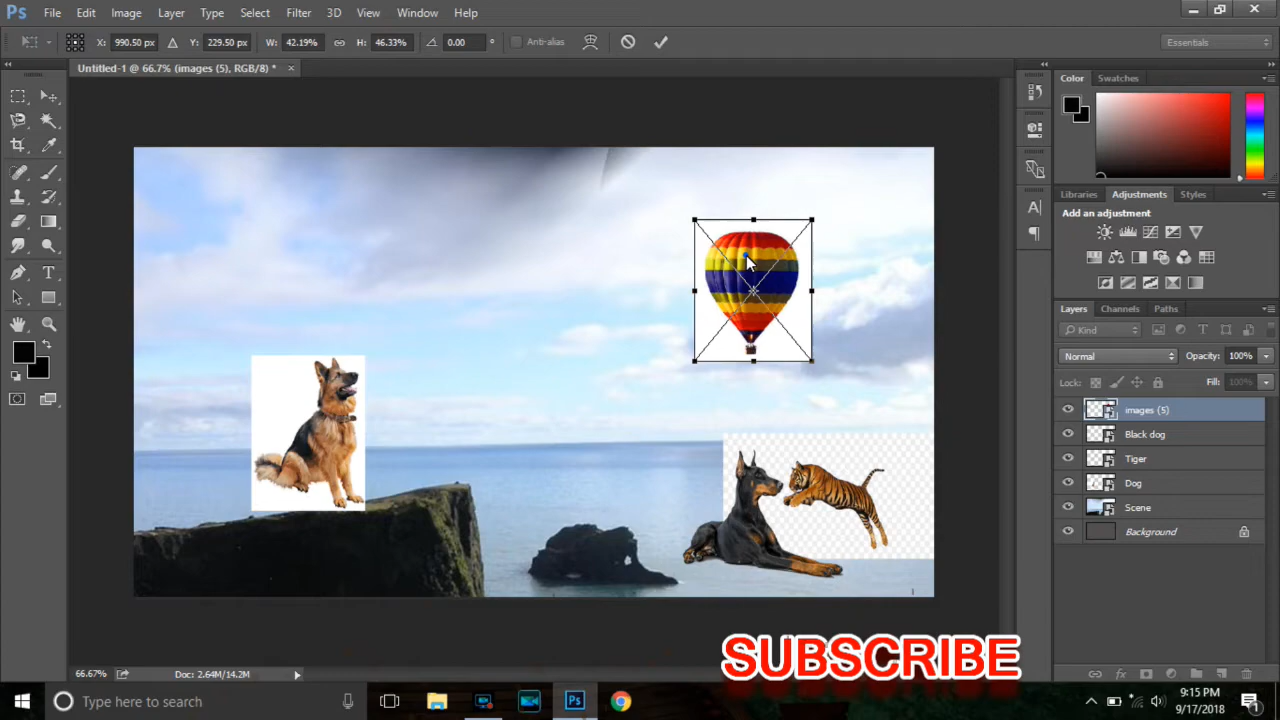 Ps File Edit Image Layer Type Select Filter 3D View Window Help
X: 990.50 px Y: 229.50 px W: 42.19% H: 46.33% 0.00 ° Anti-alias Essentials
Untitled-1 @ 66.7% (images (5), RGB/8) * ×
Color Swatches
Libraries Adjustments Styles
Add an adjustment
Layers Channels Paths
Kind
Normal Opacity: 100%
Lock: Fill: 100%
images (5)
Black dog
Tiger
Dog
Scene
Background
SUBSCRIBE
66.67% Doc: 2.64M/14.2M
Type here to search
Ps
9:15 PM
9/17/2018
1